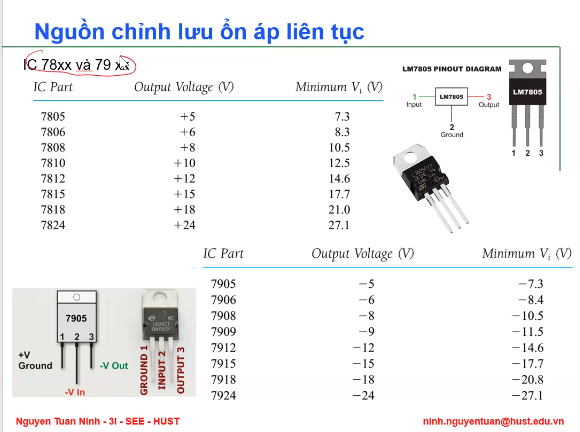 Nguồn chỉnh lưu ổn áp liên tục
IC 78xx và 79 xx
IC Part Output Voltage (V) Minimum Vi (V)
7805 +5 7.3
7806 +6 8.3
7808 +8 10.5
7810 +10 12.5
7812 +12 14.6
7815 +15 17.7
7818 +18 21.0
7824 +24 27.1
LM7805 PINOUT DIAGRAM
1 LM7805 3
Input Output
2
Ground
LM7805
1 2 3
IC Part Output Voltage (V) Minimum Vi (V)
7905 −5 −7.3
7906 −6 −8.4
7908 −8 −10.5
7909 −9 −11.5
7912 −12 −14.6
7915 −15 −17.7
7918 −18 −20.8
7924 −24 −27.1
7905
1 2 3
+V
Ground
-V Out
-V In
GROUND 1
INPUT 2
OUTPUT 3
Nguyen Tuan Ninh - 3I - SEE - HUST
ninh.nguyentuan@hust.edu.vn